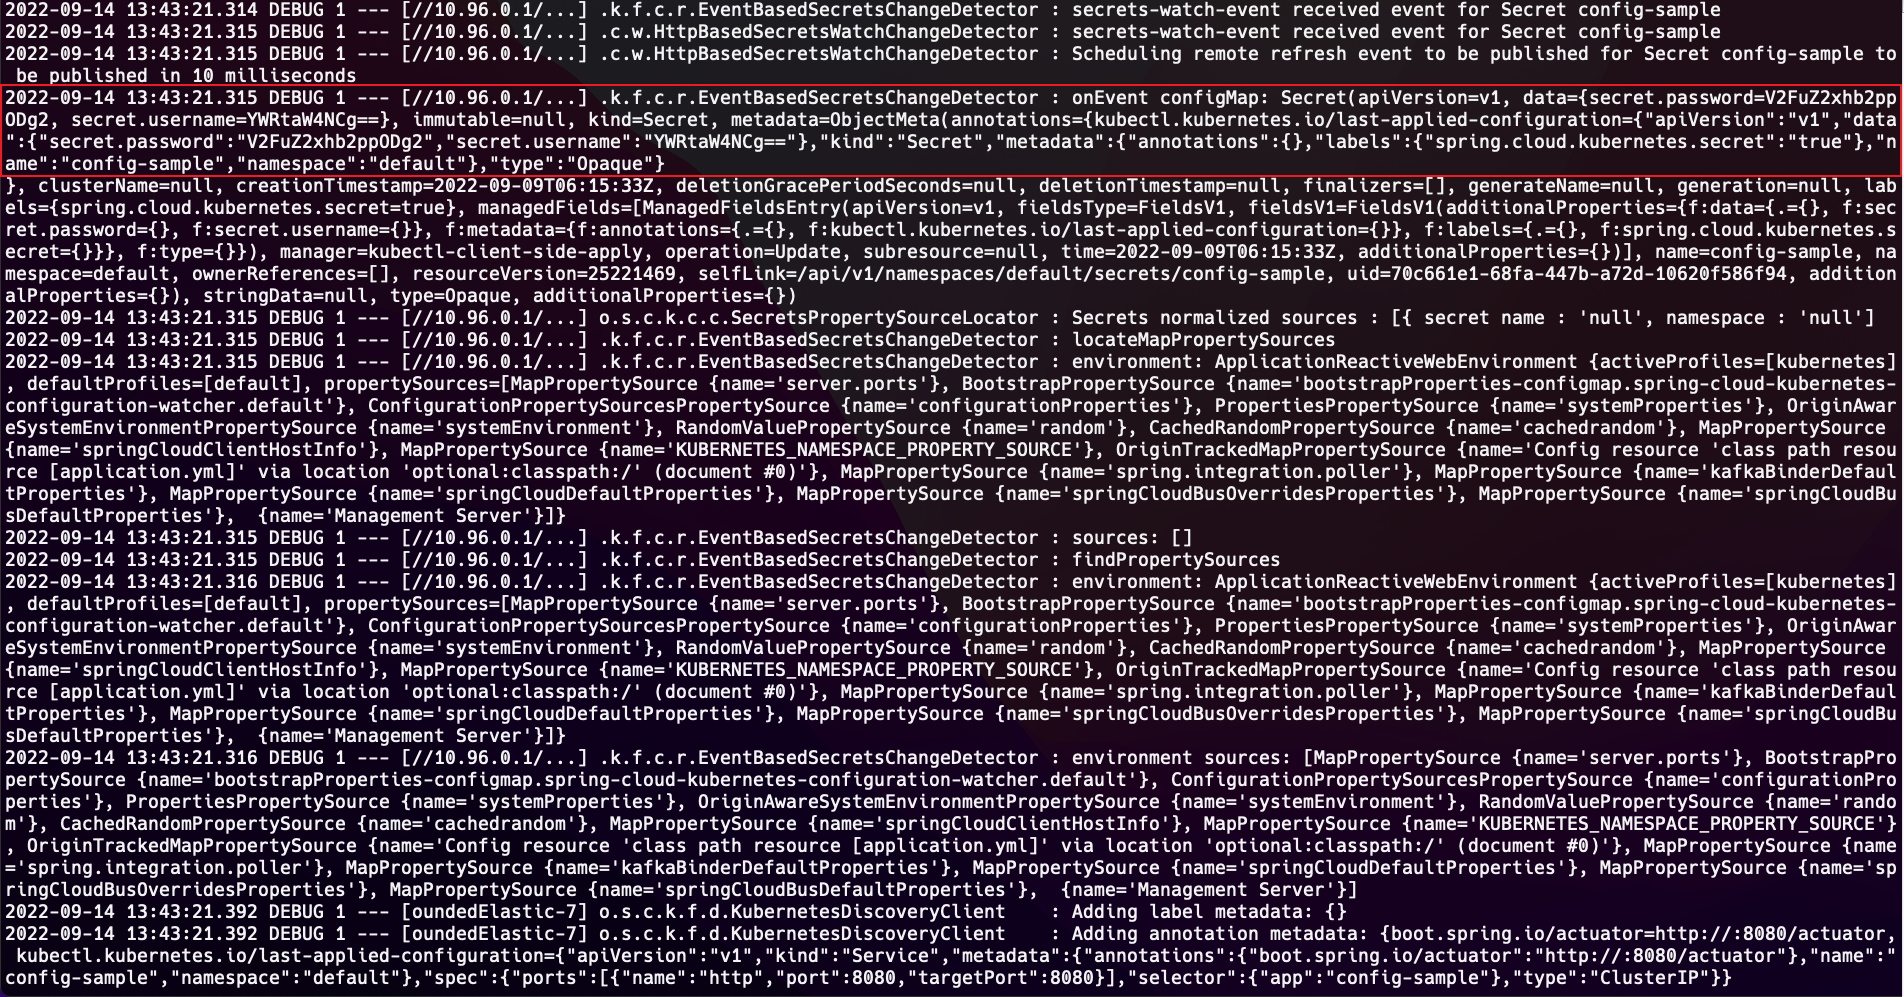 2022-09-14 13:43:21.314 DEBUG 1 --- [//10.96.0.1/...] .k.f.c.r.EventBasedSecretsChangeDetector : secrets-watch-event received event for Secret config-sample
2022-09-14 13:43:21.315 DEBUG 1 --- [//10.96.0.1/...] .c.w.HttpBasedSecretsWatchChangeDetector : secrets-watch-event received event for Secret config-sample
2022-09-14 13:43:21.315 DEBUG 1 --- [//10.96.0.1/...] .c.w.HttpBasedSecretsWatchChangeDetector : Scheduling remote refresh event to be published for Secret config-sample to
 be published in 10 milliseconds
2022-09-14 13:43:21.315 DEBUG 1 --- [//10.96.0.1/...] .k.f.c.r.EventBasedSecretsChangeDetector : onEvent configMap: Secret(apiVersion=v1, data={secret.password=V2FuZ2xhb2pp
ODg2, secret.username=YWRtaW4NCg==}, immutable=null, kind=Secret, metadata=ObjectMeta(annotations={kubectl.kubernetes.io/last-applied-configuration={"apiVersion":"v1","data
":{"secret.password":"V2FuZ2xhb2ppODg2","secret.username":"YWRtaW4NCg=="},"kind":"Secret","metadata":{"annotations":{},"labels":{"spring.cloud.kubernetes.secret":"true"},"n
ame":"config-sample","namespace":"default"},"type":"Opaque"}
}, clusterName=null, creationTimestamp=2022-09-09T06:15:33Z, deletionGracePeriodSeconds=null, deletionTimestamp=null, finalizers=[], generateName=null, generation=null, lab
els={spring.cloud.kubernetes.secret=true}, managedFields=[ManagedFieldsEntry(apiVersion=v1, fieldsType=FieldsV1, fieldsV1=FieldsV1(additionalProperties={f:data={.={}, f:sec
ret.password={}, f:secret.username={}}, f:metadata={f:annotations={.={}, f:kubectl.kubernetes.io/last-applied-configuration={}}, f:labels={.={}, f:spring.cloud.kubernetes.s
ecret={}}}, f:type={}}), manager=kubectl-client-side-apply, operation=Update, subresource=null, time=2022-09-09T06:15:33Z, additionalProperties={})], name=config-sample, na
mespace=default, ownerReferences=[], resourceVersion=25221469, selfLink=/api/v1/namespaces/default/secrets/config-sample, uid=70c661e1-68fa-447b-a72d-10620f586f94, addition
alProperties={}), stringData=null, type=Opaque, additionalProperties={})
2022-09-14 13:43:21.315 DEBUG 1 --- [//10.96.0.1/...] o.s.c.k.c.c.SecretsPropertySourceLocator : Secrets normalized sources : [{ secret name : 'null', namespace : 'null']
2022-09-14 13:43:21.315 DEBUG 1 --- [//10.96.0.1/...] .k.f.c.r.EventBasedSecretsChangeDetector : locateMapPropertySources
2022-09-14 13:43:21.315 DEBUG 1 --- [//10.96.0.1/...] .k.f.c.r.EventBasedSecretsChangeDetector : environment: ApplicationReactiveWebEnvironment {activeProfiles=[kubernetes]
, defaultProfiles=[default], propertySources=[MapPropertySource {name='server.ports'}, BootstrapPropertySource {name='bootstrapProperties-configmap.spring-cloud-kubernetes-
configuration-watcher.default'}, ConfigurationPropertySourcesPropertySource {name='configurationProperties'}, PropertiesPropertySource {name='systemProperties'}, OriginAwar
eSystemEnvironmentPropertySource {name='systemEnvironment'}, RandomValuePropertySource {name='random'}, CachedRandomPropertySource {name='cachedrandom'}, MapPropertySource 
{name='springCloudClientHostInfo'}, MapPropertySource {name='KUBERNETES_NAMESPACE_PROPERTY_SOURCE'}, OriginTrackedMapPropertySource {name='Config resource 'class path resou
rce [application.yml]' via location 'optional:classpath:/' (document #0)'}, MapPropertySource {name='spring.integration.poller'}, MapPropertySource {name='kafkaBinderDefaul
tProperties'}, MapPropertySource {name='springCloudDefaultProperties'}, MapPropertySource {name='springCloudBusOverridesProperties'}, MapPropertySource {name='springCloudBu
sDefaultProperties'},  {name='Management Server'}]}
2022-09-14 13:43:21.315 DEBUG 1 --- [//10.96.0.1/...] .k.f.c.r.EventBasedSecretsChangeDetector : sources: []
2022-09-14 13:43:21.315 DEBUG 1 --- [//10.96.0.1/...] .k.f.c.r.EventBasedSecretsChangeDetector : findPropertySources
2022-09-14 13:43:21.316 DEBUG 1 --- [//10.96.0.1/...] .k.f.c.r.EventBasedSecretsChangeDetector : environment: ApplicationReactiveWebEnvironment {activeProfiles=[kubernetes]
, defaultProfiles=[default], propertySources=[MapPropertySource {name='server.ports'}, BootstrapPropertySource {name='bootstrapProperties-configmap.spring-cloud-kubernetes-
configuration-watcher.default'}, ConfigurationPropertySourcesPropertySource {name='configurationProperties'}, PropertiesPropertySource {name='systemProperties'}, OriginAwar
eSystemEnvironmentPropertySource {name='systemEnvironment'}, RandomValuePropertySource {name='random'}, CachedRandomPropertySource {name='cachedrandom'}, MapPropertySource 
{name='springCloudClientHostInfo'}, MapPropertySource {name='KUBERNETES_NAMESPACE_PROPERTY_SOURCE'}, OriginTrackedMapPropertySource {name='Config resource 'class path resou
rce [application.yml]' via location 'optional:classpath:/' (document #0)'}, MapPropertySource {name='spring.integration.poller'}, MapPropertySource {name='kafkaBinderDefaul
tProperties'}, MapPropertySource {name='springCloudDefaultProperties'}, MapPropertySource {name='springCloudBusOverridesProperties'}, MapPropertySource {name='springCloudBu
sDefaultProperties'},  {name='Management Server'}]}
2022-09-14 13:43:21.316 DEBUG 1 --- [//10.96.0.1/...] .k.f.c.r.EventBasedSecretsChangeDetector : environment sources: [MapPropertySource {name='server.ports'}, BootstrapPro
pertySource {name='bootstrapProperties-configmap.spring-cloud-kubernetes-configuration-watcher.default'}, ConfigurationPropertySourcesPropertySource {name='configurationPro
perties'}, PropertiesPropertySource {name='systemProperties'}, OriginAwareSystemEnvironmentPropertySource {name='systemEnvironment'}, RandomValuePropertySource {name='rando
m'}, CachedRandomPropertySource {name='cachedrandom'}, MapPropertySource {name='springCloudClientHostInfo'}, MapPropertySource {name='KUBERNETES_NAMESPACE_PROPERTY_SOURCE'}
, OriginTrackedMapPropertySource {name='Config resource 'class path resource [application.yml]' via location 'optional:classpath:/' (document #0)'}, MapPropertySource {name
='spring.integration.poller'}, MapPropertySource {name='kafkaBinderDefaultProperties'}, MapPropertySource {name='springCloudDefaultProperties'}, MapPropertySource {name='sp
ringCloudBusOverridesProperties'}, MapPropertySource {name='springCloudBusDefaultProperties'},  {name='Management Server'}]
2022-09-14 13:43:21.392 DEBUG 1 --- [oundedElastic-7] o.s.c.k.f.d.KubernetesDiscoveryClient    : Adding label metadata: {}
2022-09-14 13:43:21.392 DEBUG 1 --- [oundedElastic-7] o.s.c.k.f.d.KubernetesDiscoveryClient    : Adding annotation metadata: {boot.spring.io/actuator=http://:8080/actuator,
 kubectl.kubernetes.io/last-applied-configuration={"apiVersion":"v1","kind":"Service","metadata":{"annotations":{"boot.spring.io/actuator":"http://:8080/actuator"},"name":"
config-sample","namespace":"default"},"spec":{"ports":[{"name":"http","port":8080,"targetPort":8080}],"selector":{"app":"config-sample"},"type":"ClusterIP"}}